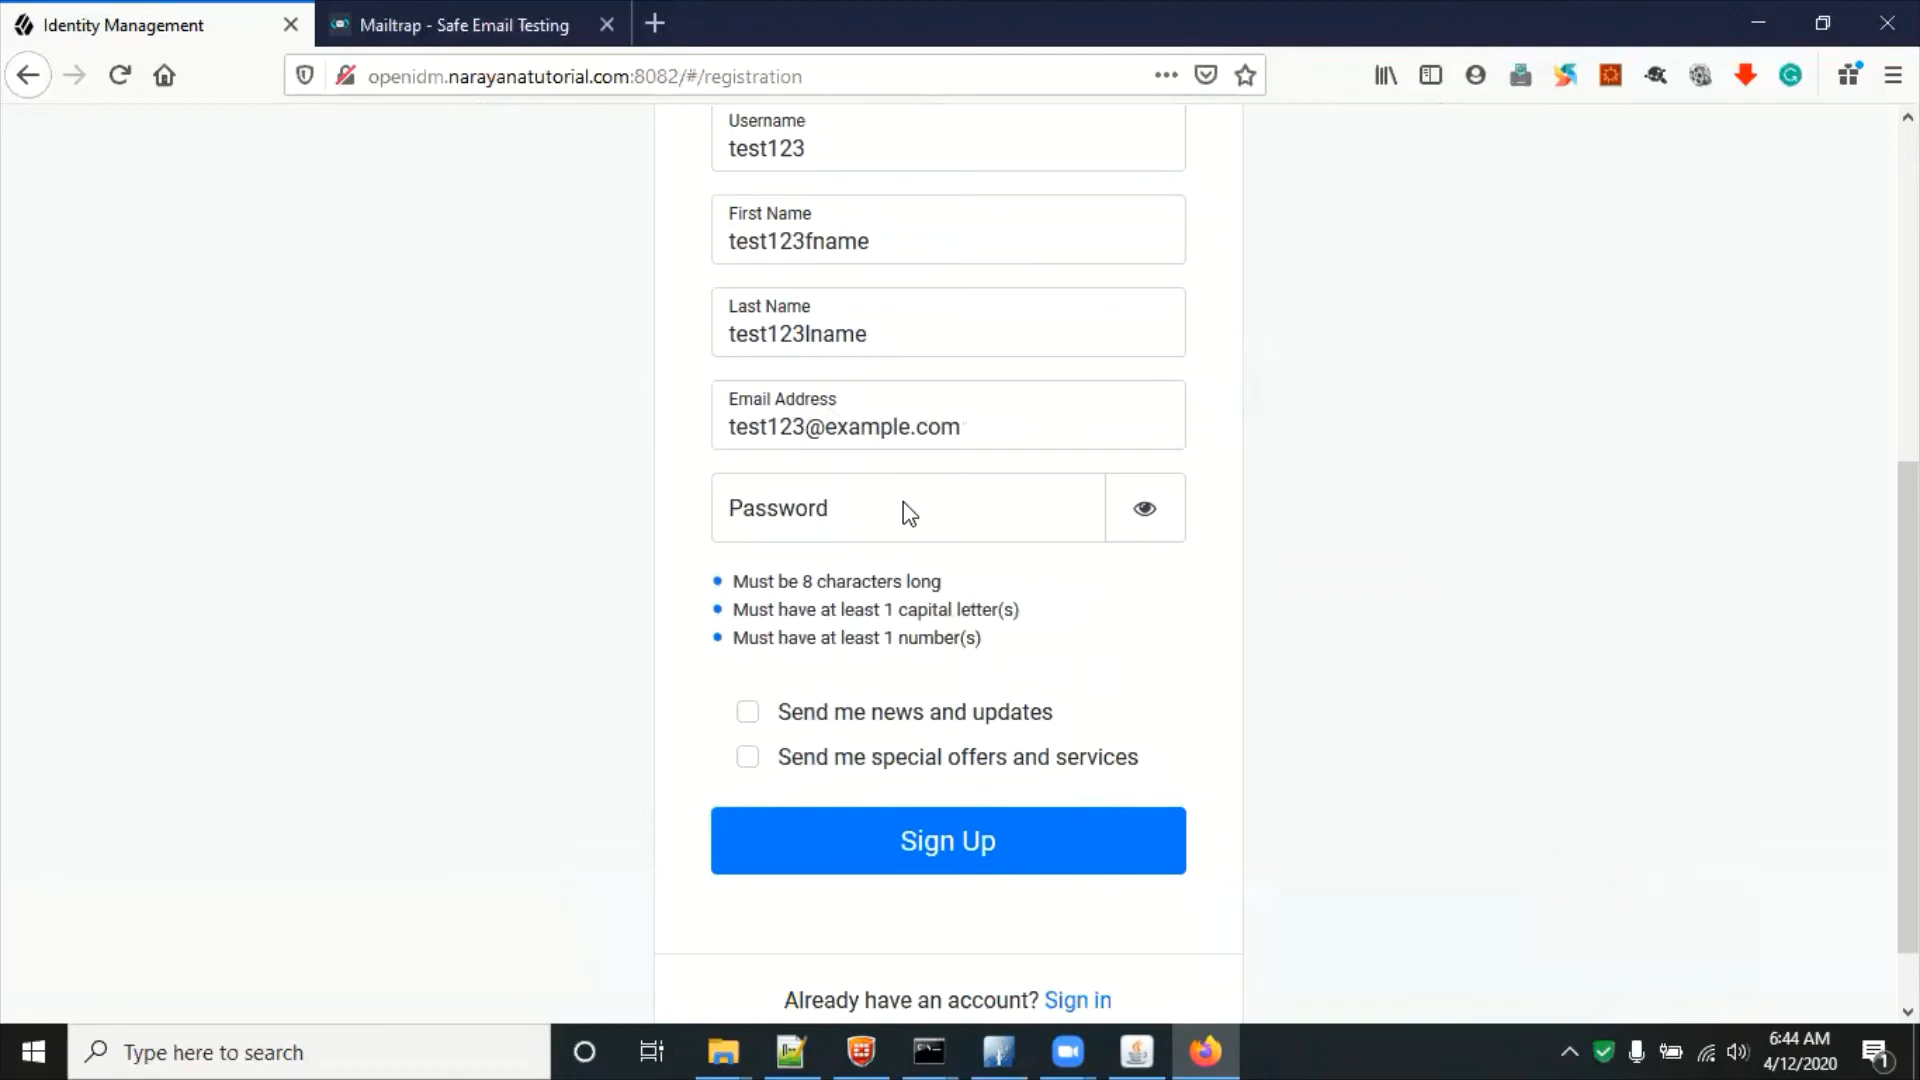 Identity Management
Mailtrap - Safe Email Testing
openidm.narayanatutorial.com:8082/#/registration
Username
test123
First Name
test123fname
Last Name
test123lname
Email Address
test123@example.com
Password
Must be 8 characters long
Must have at least 1 capital letter(s)
Must have at least 1 number(s)
Send me news and updates
Send me special offers and services
Sign Up
Already have an account? Sign in
Type here to search
6:44 AM
4/12/2020
1